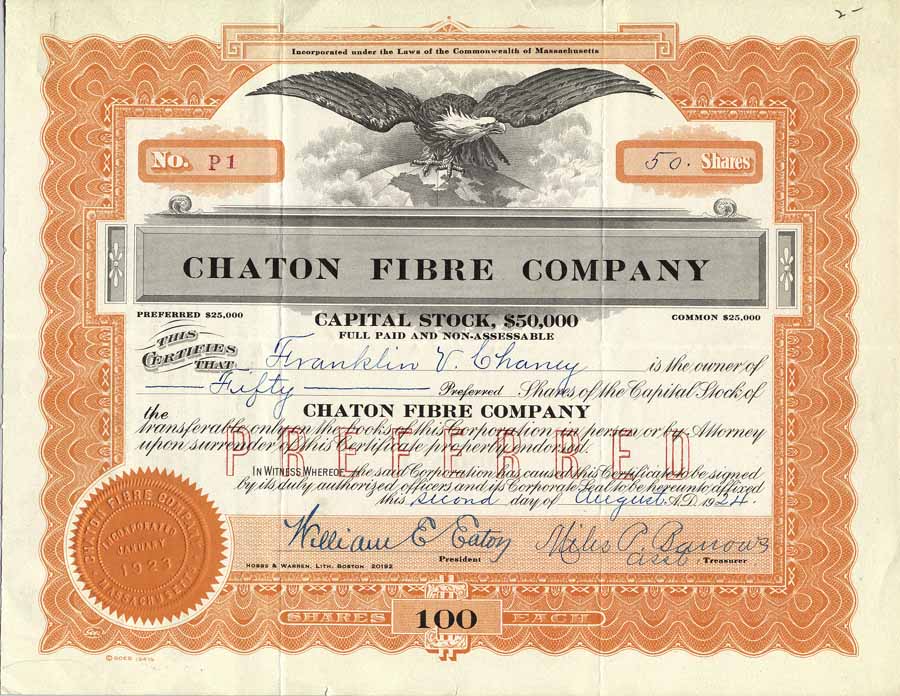 2-
Incorporated under the Laws of the Commonwealth of Massachusetts
No. P1
50. Shares
CHATON FIBRE COMPANY
PREFERRED $25,000
CAPITAL STOCK, $50,000
COMMON $25,000
FULL PAID AND NON-ASSESSABLE
THIS CERTIFIES THAT Franklin V. Chaney is the owner of
Fifty Preferred Shares of the Capital Stock of
the CHATON FIBRE COMPANY
transferable only on the books of this Corporation in person or by Attorney
upon surrender of this Certificate properly endorsed.
PREFERRED
IN WITNESS WHEREOF the said Corporation has caused this Certificate to be signed
by its duly authorized officers and its Corporate Seal to be hereunto affixed
this second day of August A.D. 1924.
William E Eaton
President
Miles P. Barrows
asst. Treasurer
HOBBS & WARREN, LITH. BOSTON 20192
CHATON FIBRE COMPANY
INCORPORATED
JANUARY
1923
MASSACHUSETTS
SHARES 100 EACH
© GOES